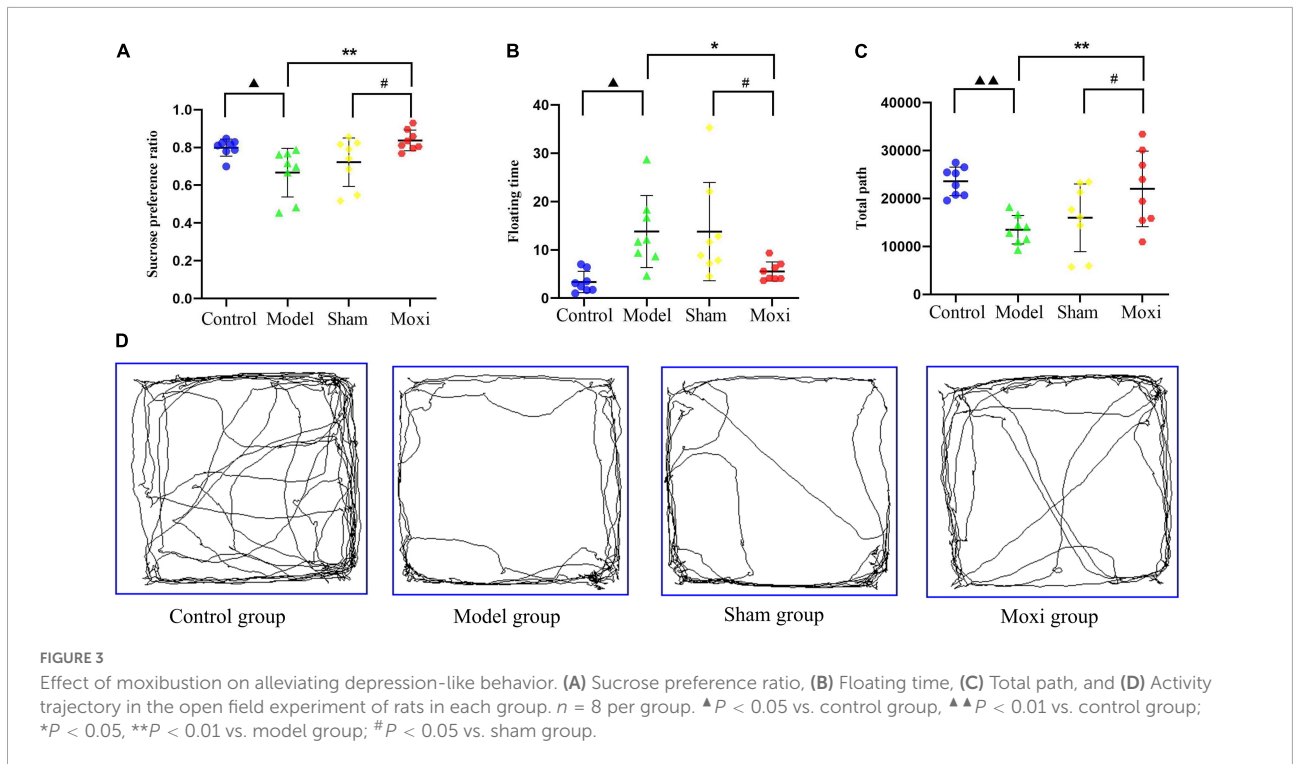 A
B
C
**
▲
#
*
▲
#
**
▲▲
#
Sucrose preference ratio
1.0
0.8
0.6
0.4
0.2
0.0
Control Model Sham Moxi
Floating time
40
30
20
10
0
Control Model Sham Moxi
Total path
40000
30000
20000
10000
0
Control Model Sham Moxi
D
Control group
Model group
Sham group
Moxi group
FIGURE 3
Effect of moxibustion on alleviating depression-like behavior. (A) Sucrose preference ratio, (B) Floating time, (C) Total path, and (D) Activity
trajectory in the open field experiment of rats in each group. n = 8 per group. ▲P < 0.05 vs. control group, ▲▲P < 0.01 vs. control group;
*P < 0.05, **P < 0.01 vs. model group; #P < 0.05 vs. sham group.